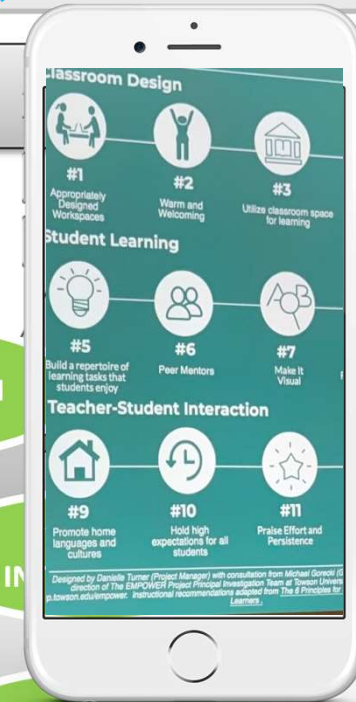 Classroom Design
#1
#2
#3
Appropriately
Designed
Workspaces
Warm and
Welcoming
Utilize classroom space
for learning
Student Learning
#5
#6
#7
Build a repertoire of
learning tasks that
students enjoy
Peer Mentors
Make It
Visual
Teacher-Student Interaction
#9
#10
#11
Promote home
languages and
cultures
Hold high
expectations for all
students
Praise Effort and
Persistence
Designed by Danielle Turner (Project Manager) with consultation from Michael Gorecki (G
direction of The EMPOWER Project Principal Investigation Team at Towson Univers
p.towson.edu/empower. Instructional recommendations adapted from The 6 Principles for
Learners.
IN